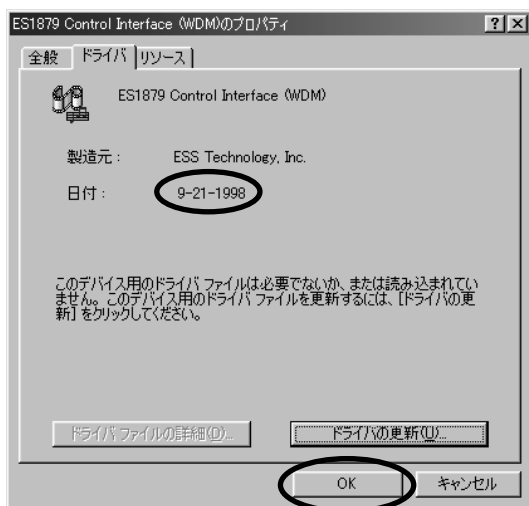 ES1879 Control Interface (WDM)のプロパティ
全般 ドライバ リソース
ES1879 Control Interface (WDM)
製造元： ESS Technology, Inc.
日付： 9-21-1998
このデバイス用のドライバ ファイルは必要でないか、または読み込まれてい
ません。このデバイス用のドライバ ファイルを更新するには、[ドライバの更
新] をクリックしてください。
ドライバ ファイルの詳細(D)... ドライバの更新(U)...
OK キャンセル